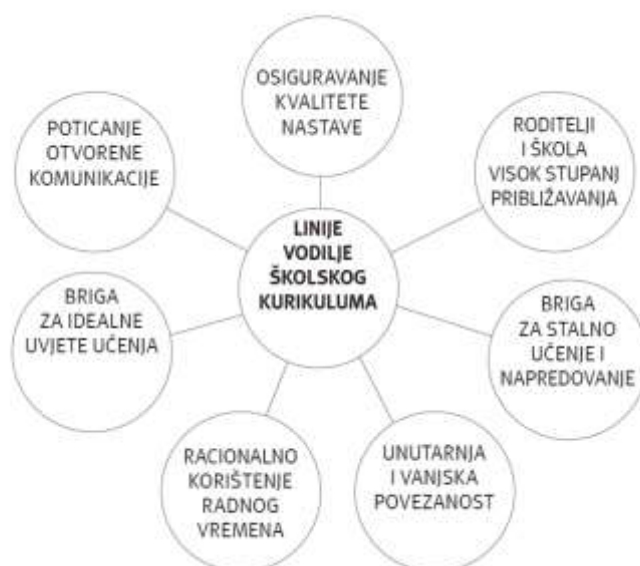 OSIGURAVANJE
KVALITETE
NASTAVE
POTICANJE
OTVORENE
KOMUNIKACIJE
RODITELJI
I ŠKOLA
VISOK STUPANJ
PRIBLIŽAVANJA
LINIJE
VODILJE
ŠKOLSKOG
KURIKULUMA
BRIGA
ZA IDEALNE
UVJETE UČENJA
BRIGA
ZA STALNO
UČENJE I
NAPREDOVANJE
RACIONALNO
KORIŠTENJE
RADNOG
VREMENA
UNUTARNJA
I VANJSKA
POVEZANOST